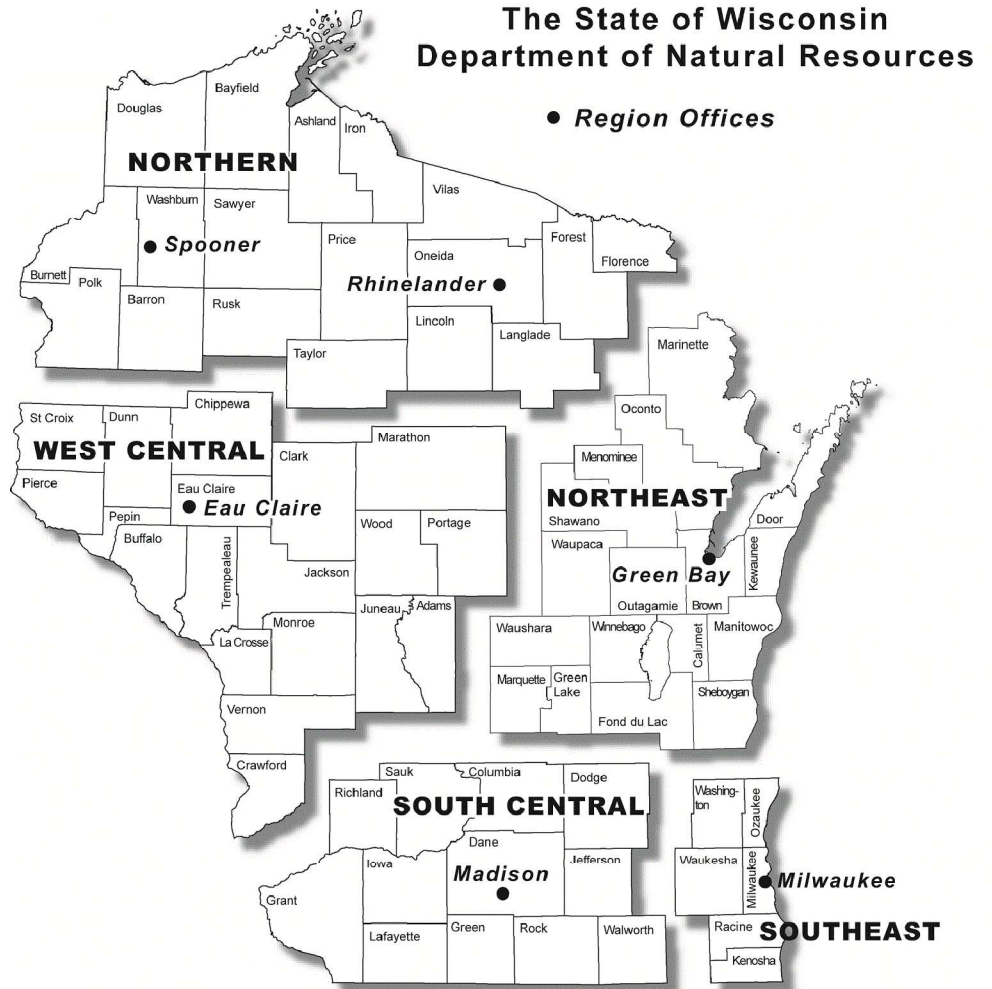 The State of Wisconsin
Department of Natural Resources
Region Offices
Douglas
Bayfield
Ashland
Iron
NORTHERN
Vilas
Washburn
Sawyer
Spooner
Price
Forest
Oneida
Florence
Burnett
Polk
Rhinelander
Barron
Rusk
Lincoln
Langlade
Taylor
Marinette
Chippewa
St Croix
Dunn
Oconto
WEST CENTRAL
Marathon
Clark
Menominee
Pierce
Eau Claire
NORTHEAST
Eau Claire
Pepin
Wood
Portage
Shawano
Door
Buffalo
Waupaca
Trempealeau
Kewaunee
Jackson
Green Bay
Juneau
Adams
Outagamie
Brown
Monroe
La Crosse
Waushara
Winnebago
Calumet
Manitowoc
Marquette
Green
Lake
Sheboygan
Vernon
Fond du Lac
Crawford
Sauk
Columbia
Dodge
Richland
SOUTH CENTRAL
Washing-
ton
Ozaukee
Dane
Iowa
Jefferson
Waukesha
Madison
Milwaukee
Milwaukee
Grant
Green
Rock
Walworth
Lafayette
Racine
SOUTHEAST
Kenosha